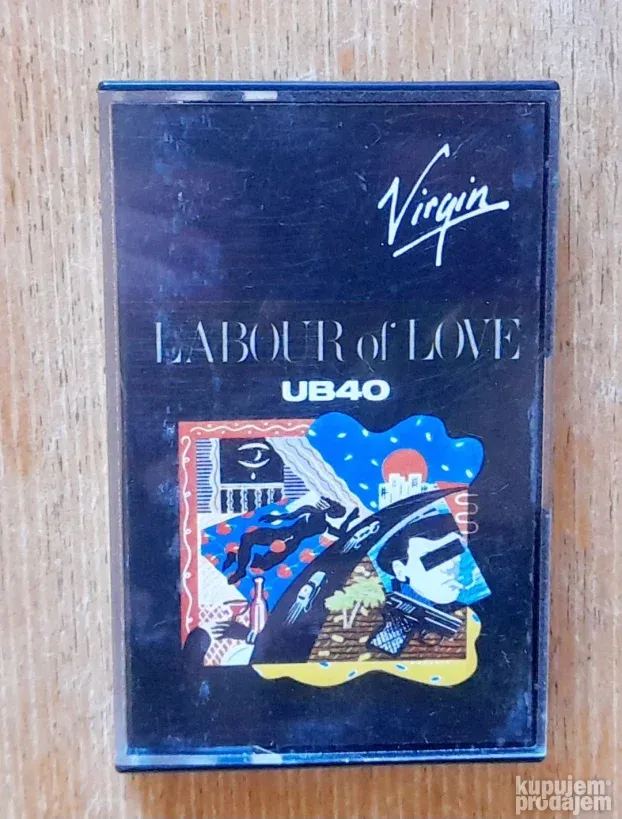 Virgin
LABOUR of LOVE
UB40
kupujem
prodajem